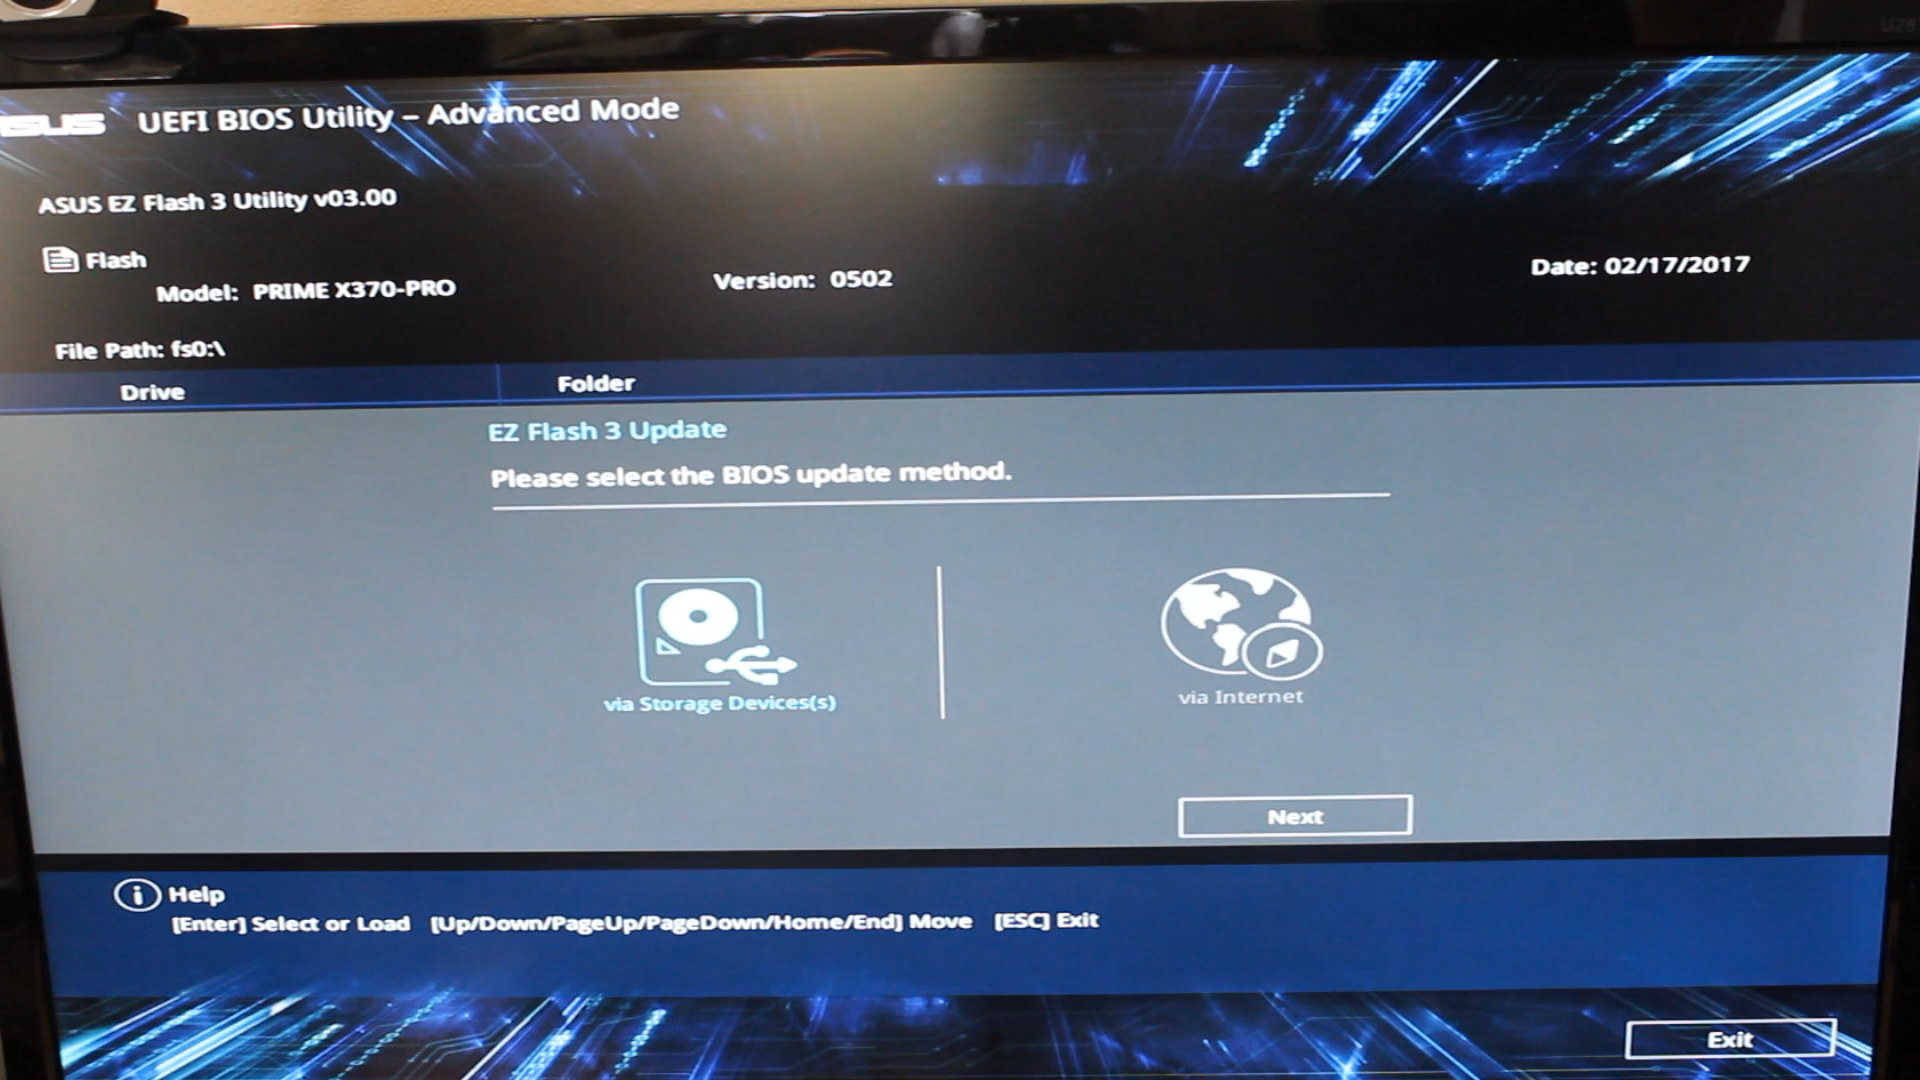 ASUS UEFI BIOS Utility – Advanced Mode
ASUS EZ Flash 3 Utility v03.00
Flash
Model: PRIME X370-PRO Version: 0502 Date: 02/17/2017
File Path: fs0:\
Drive Folder
EZ Flash 3 Update
Please select the BIOS update method.
via Storage Devices(s) via Internet
Next
Help
[Enter] Select or Load [Up/Down/PageUp/PageDown/Home/End] Move [ESC] Exit
Exit